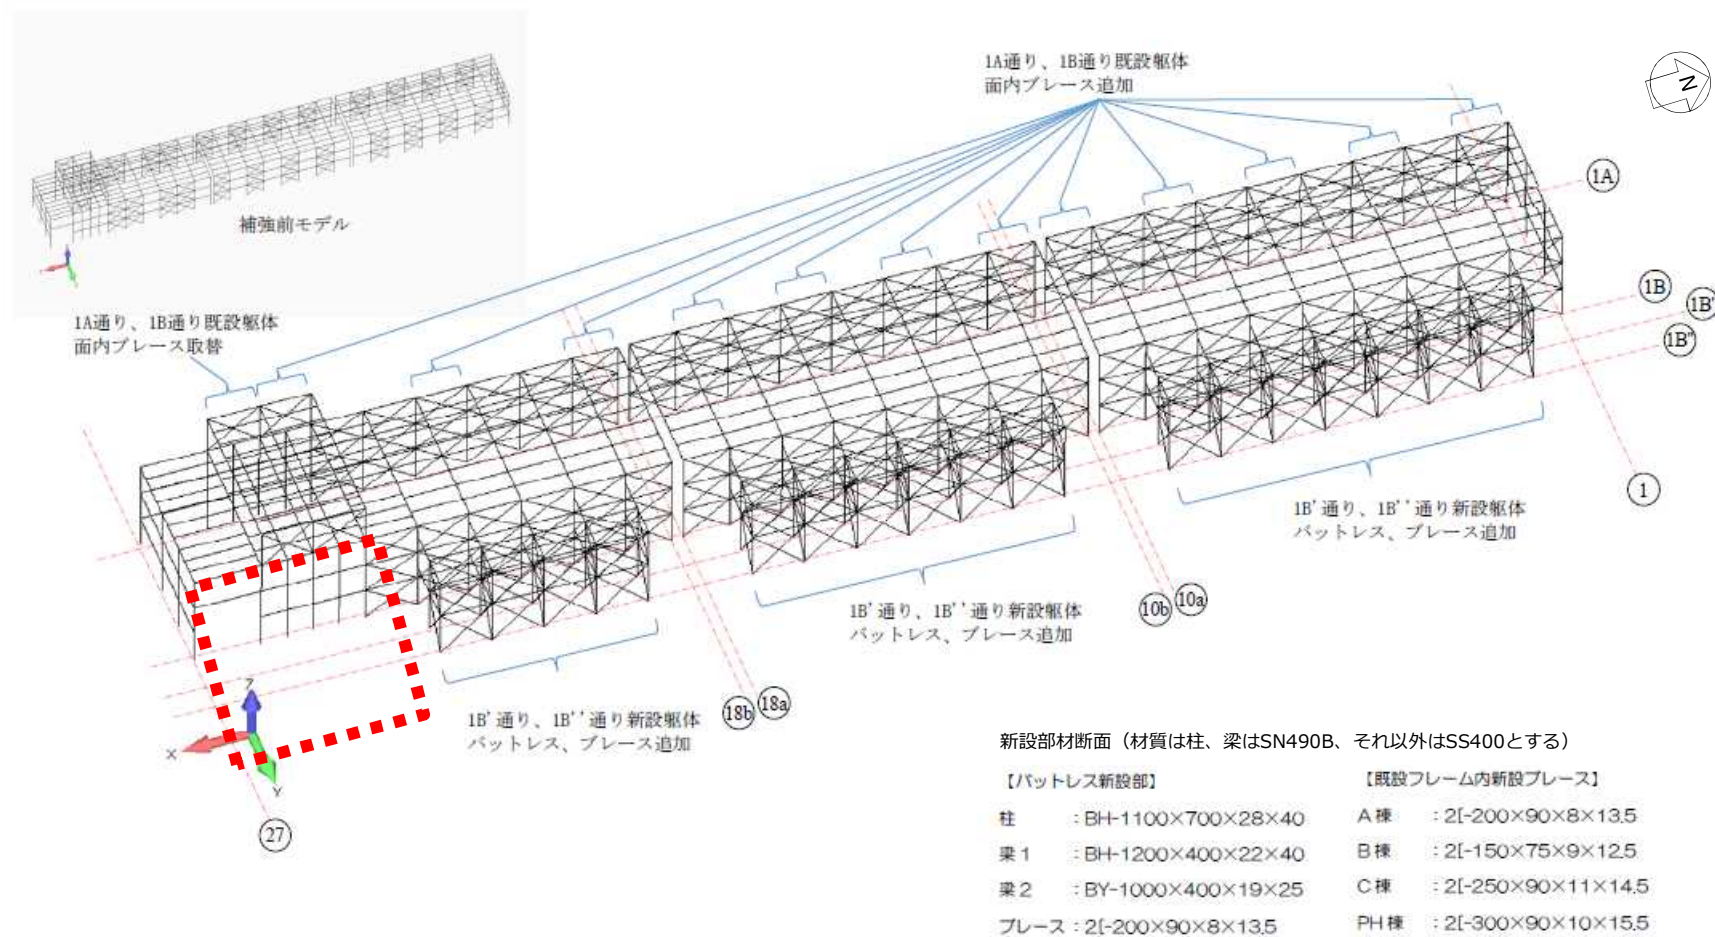 1A通り、1B通り既設躯体
面内ブレース追加
N
1A
補強前モデル
1B
1B'
1B"
1A通り、1B通り既設躯体
面内ブレース取替
1
1B'通り、1B''通り新設躯体
バットレス、ブレース追加
10b
10a
1B'通り、1B''通り新設躯体
バットレス、ブレース追加
18b
18a
1B'通り、1B''通り新設躯体
バットレス、ブレース追加
Z
X
Y
27
新設部材断面（材質は柱、梁はSN490B、それ以外はSS400とする）
【バットレス新設部】
柱 ：BH-1100×700×28×40
梁1 ：BH-1200×400×22×40
梁2 ：BY-1000×400×19×25
ブレース：2[-200×90×8×13.5
【既設フレーム内新設ブレース】
A棟 ：2[-200×90×8×13.5
B棟 ：2[-150×75×9×12.5
C棟 ：2[-250×90×11×14.5
PH棟 ：2[-300×90×10×15.5